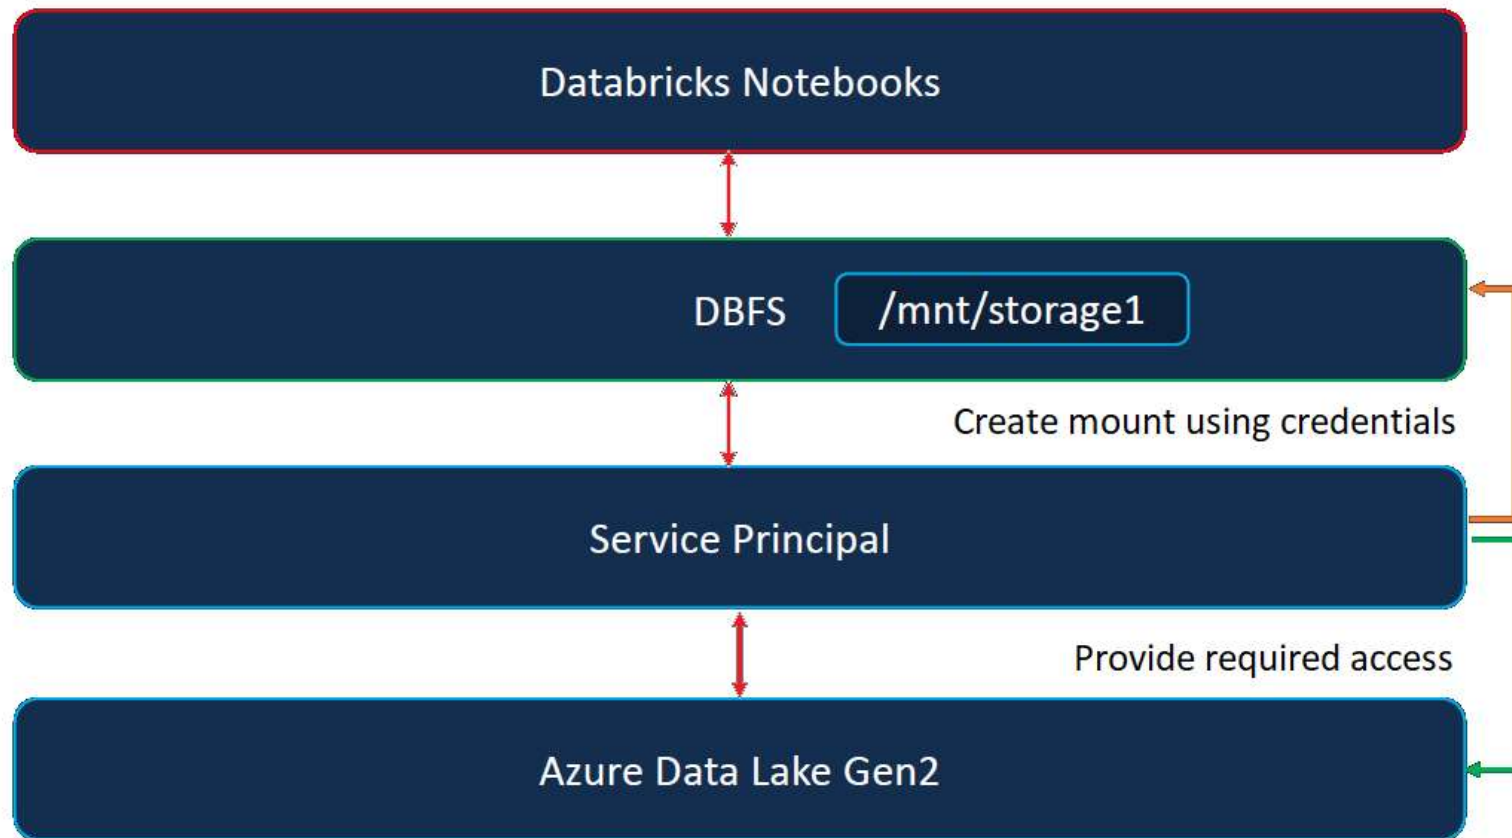 Databricks Notebooks
DBFS /mnt/storage1
Create mount using credentials
Service Principal
Provide required access
Azure Data Lake Gen2